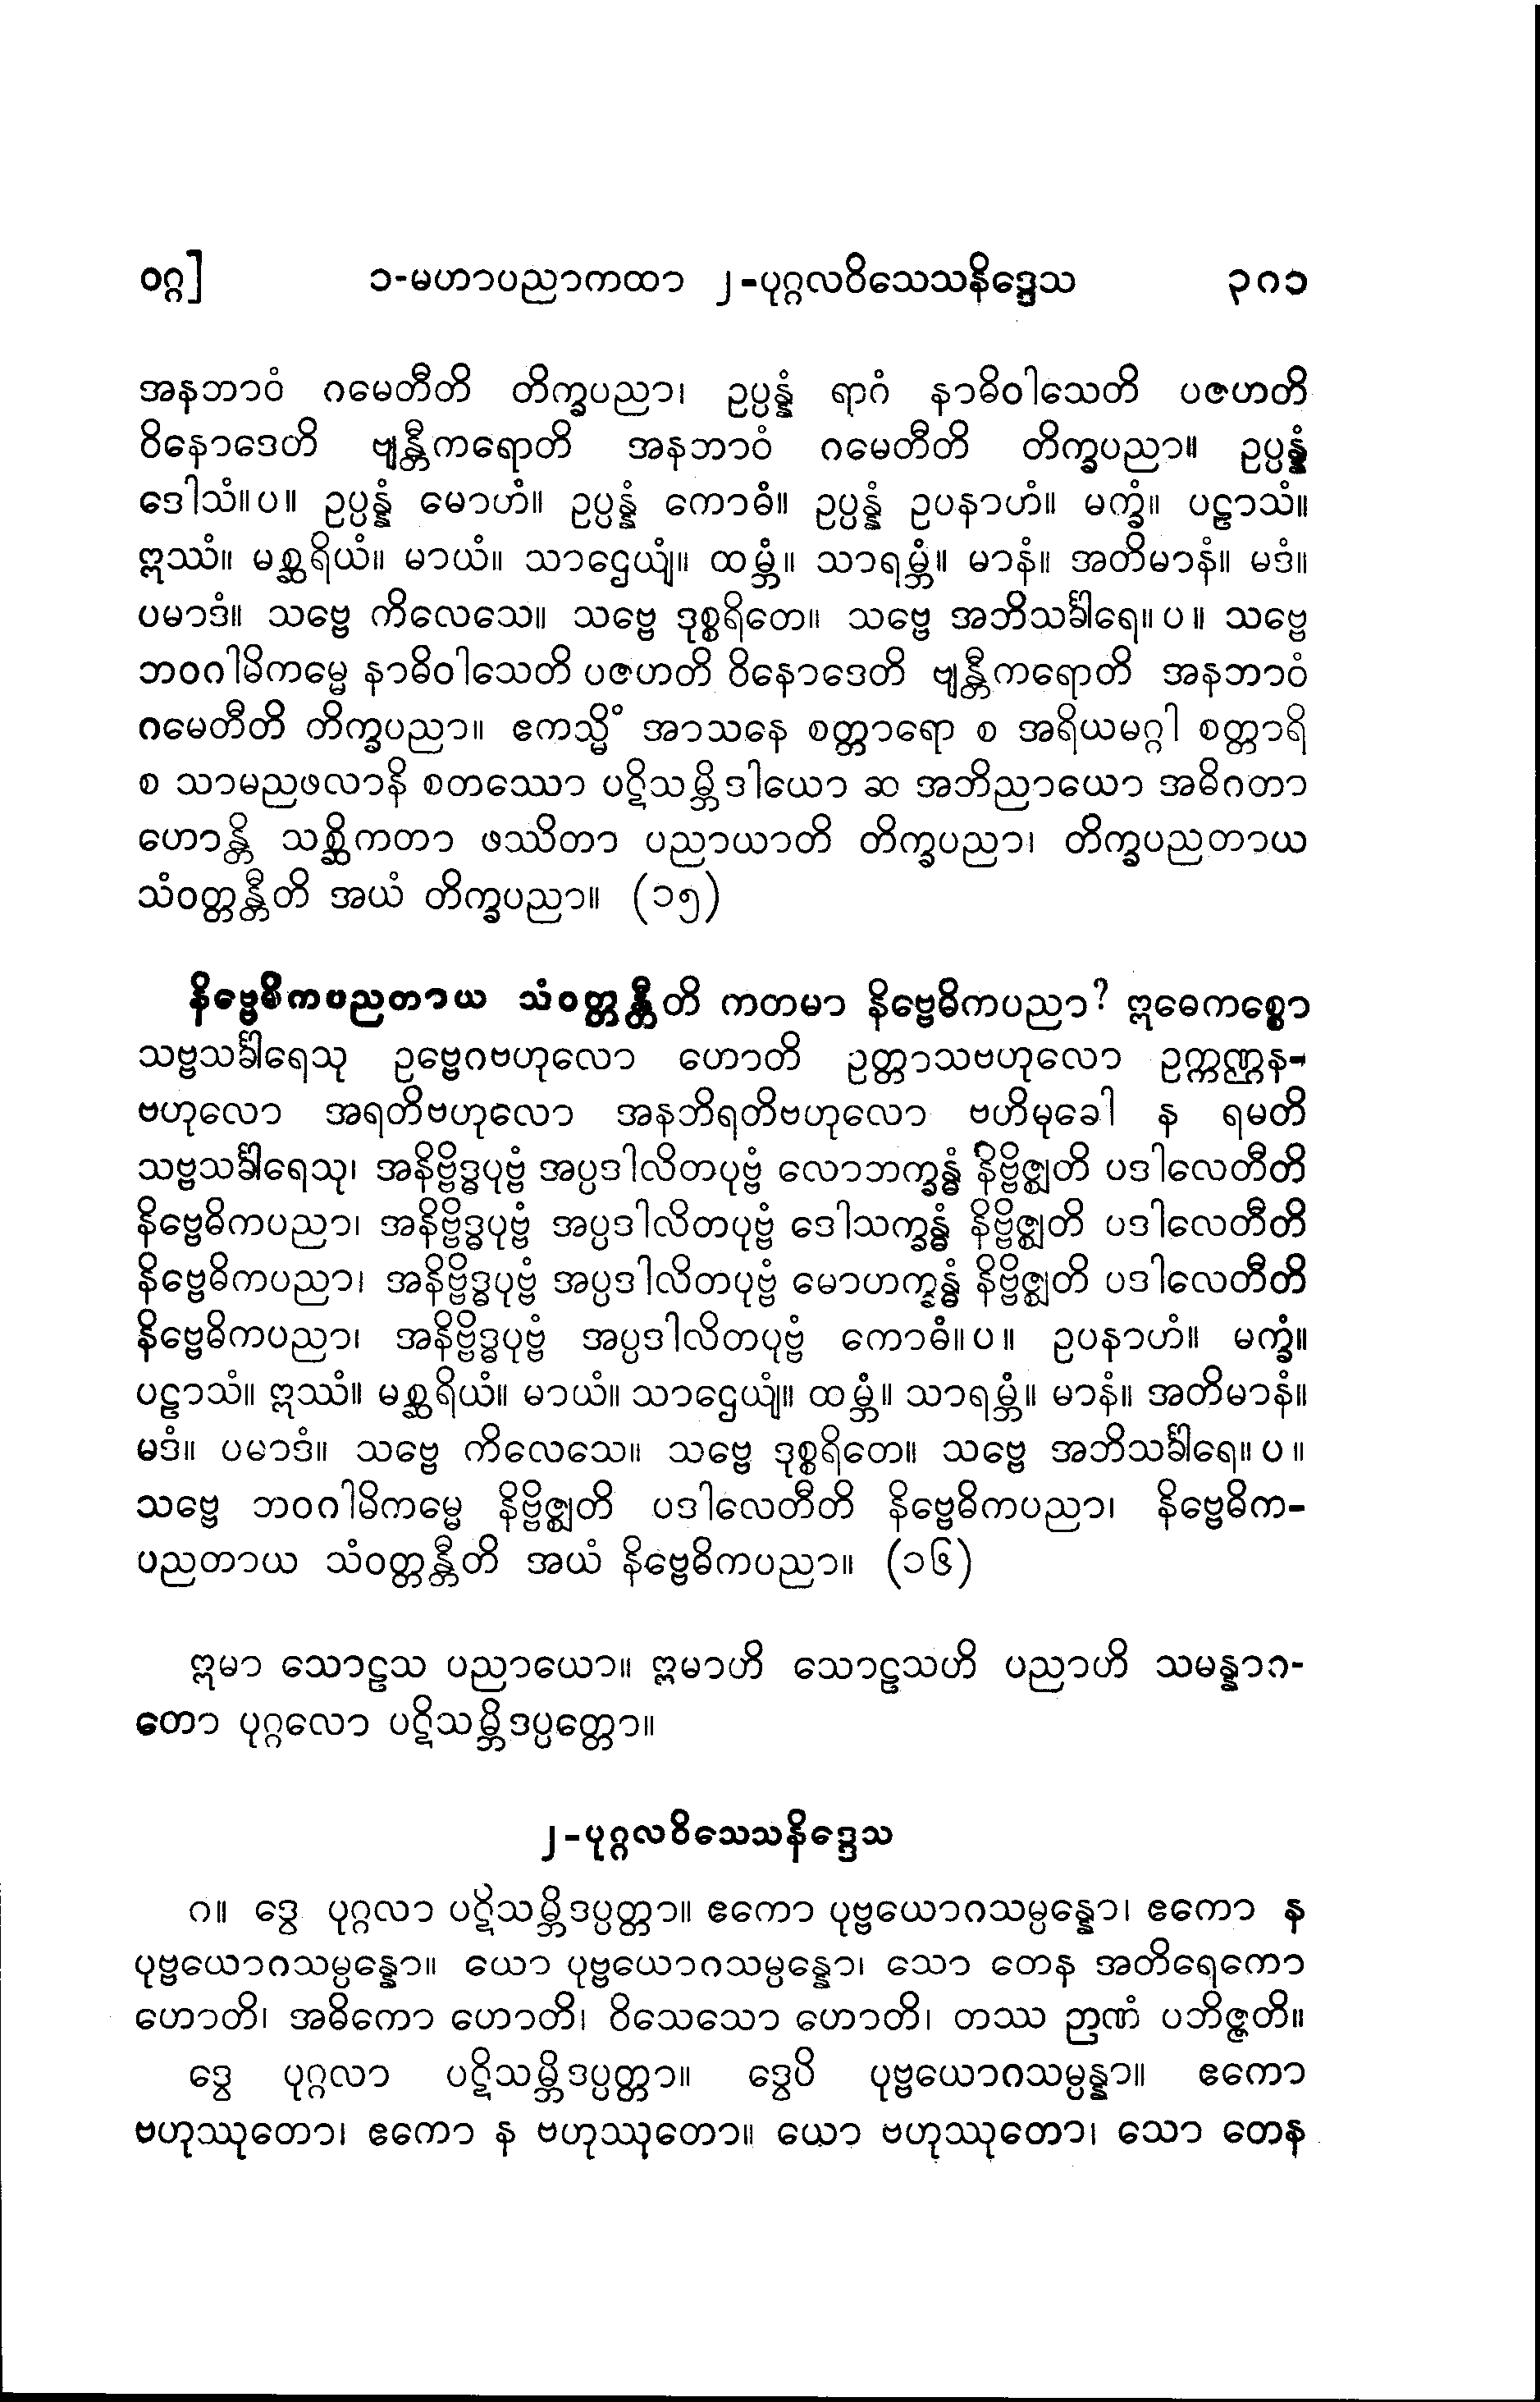 ဝဂ္ဂ] ၁-မဟာပညာကထာ ၂-ပုဂ္ဂလဝိသေသနိဒ္ဒေသ ၃၈၁
အနဘာဝံ ဂမေတီတိ တိက္ခပညာ၊ ဥပ္ပန္နံ ရာဂံ နာဓိဝါသေတိ ပဇဟတိ
ဝိနောဒေတိ ဗျန္တီကရောတိ အနဘာဝံ ဂမေတီတိ တိက္ခပညာ။ ဥပ္ပန္နံ
ဒေါသံ။ပ။ ဥပ္ပန္နံ မောဟံ။ ဥပ္ပန္နံ ကောဓံ။ ဥပ္ပန္နံ ဥပနာဟံ။ မက္ခံ။ ပဠာသံ။
ဣဿံ။ မစ္ဆရိယံ။ မာယံ။ သာဌေယျံ။ ထမ္ဘံ။ သာရမ္ဘံ။ မာနံ။ အတိမာနံ။ မဒံ။
ပမာဒံ။ သဗ္ဗေ ကိလေသေ။ သဗ္ဗေ ဒုစ္စရိတေ။ သဗ္ဗေ အဘိသင်္ခါရေ။ပ။ သဗ္ဗေ
ဘဝဂါမိကမ္မေ နာဓိဝါသေတိ ပဇဟတိ ဝိနောဒေတိ ဗျန္တီကရောတိ အနဘာဝံ
ဂမေတီတိ တိက္ခပညာ။ ဧကသ္မိံ အာသနေ စတ္တာရော စ အရိယမဂ္ဂါ စတ္တာရိ
စ သာမညဖလာနိ စတဿော ပဋိသမ္ဘိဒါယော ဆ အဘိညာယော အဓိဂတာ
ဟောန္တိ သစ္ဆိကတာ ဖဿိတာ ပညာယာတိ တိက္ခပညာ၊ တိက္ခပညတာယ
သံဝတ္တန္တီတိ အယံ တိက္ခပညာ။ (၁၅)
နိဗ္ဗေဓိကပညတာယ သံဝတ္တန္တီတိ ကတမာ နိဗ္ဗေဓိကပညာ? ဣဓေကစ္စော
သဗ္ဗသင်္ခါရေသု ဥဗ္ဗေဂဗဟုလော ဟောတိ ဥတ္တာသဗဟုလော ဥက္ကဏ္ဌန-
ဗဟုလော အရတိဗဟုလော အနဘိရတိဗဟုလော ဗဟိမုခေါ န ရမတိ
သဗ္ဗသင်္ခါရေသု၊ အနိဗ္ဗိဒ္ဓပုဗ္ဗံ အပ္ပဒါလိတပုဗ္ဗံ လောဘက္ခန္ဓံ နိဗ္ဗိဇ္ဈတိ ပဒါလေတီတိ
နိဗ္ဗေဓိကပညာ၊ အနိဗ္ဗိဒ္ဓပုဗ္ဗံ အပ္ပဒါလိတပုဗ္ဗံ ဒေါသက္ခန္ဓံ နိဗ္ဗိဇ္ဈတိ ပဒါလေတီတိ
နိဗ္ဗေဓိကပညာ၊ အနိဗ္ဗိဒ္ဓပုဗ္ဗံ အပ္ပဒါလိတပုဗ္ဗံ မောဟက္ခန္ဓံ နိဗ္ဗိဇ္ဈတိ ပဒါလေတီတိ
နိဗ္ဗေဓိကပညာ၊ အနိဗ္ဗိဒ္ဓပုဗ္ဗံ အပ္ပဒါလိတပုဗ္ဗံ ကောဓံ။ပ။ ဥပနာဟံ။ မက္ခံ။
ပဠာသံ။ ဣဿံ။ မစ္ဆရိယံ။ မာယံ။ သာဌေယျံ။ ထမ္ဘံ။ သာရမ္ဘံ။ မာနံ။ အတိမာနံ။
မဒံ။ ပမာဒံ။ သဗ္ဗေ ကိလေသေ။ သဗ္ဗေ ဒုစ္စရိတေ။ သဗ္ဗေ အဘိသင်္ခါရေ။ပ။
သဗ္ဗေ ဘဝဂါမိကမ္မေ နိဗ္ဗိဇ္ဈတိ ပဒါလေတီတိ နိဗ္ဗေဓိကပညာ၊ နိဗ္ဗေဓိက-
ပညတာယ သံဝတ္တန္တီတိ အယံ နိဗ္ဗေဓိကပညာ။ (၁၆)
ဣမာ သောဠသ ပညာယော။ ဣမာဟိ သောဠသဟိ ပညာဟိ သမန္နာဂ-
တော ပုဂ္ဂလော ပဋိသမ္ဘိဒပ္ပတ္တော။
၂-ပုဂ္ဂလဝိသေသနိဒ္ဒေသ
၈။ ဒွေ ပုဂ္ဂလာ ပဋိသမ္ဘိဒပ္ပတ္တာ။ ဧကော ပုဗ္ဗယောဂသမ္ပန္နော၊ ဧကော န
ပုဗ္ဗယောဂသမ္ပန္နော။ ယော ပုဗ္ဗယောဂသမ္ပန္နော၊ သော တေန အတိရေကော
ဟောတိ၊ အဓိကော ဟောတိ၊ ဝိသေသော ဟောတိ၊ တဿ ဉာဏံ ပဘိဇ္ဇတိ။
ဒွေ ပုဂ္ဂလာ ပဋိသမ္ဘိဒပ္ပတ္တာ။ ဒွေပိ ပုဗ္ဗယောဂသမ္ပန္နာ။ ဧကော
ဗဟုဿုတော၊ ဧကော န ဗဟုဿုတော။ ယော ဗဟုဿုတော၊ သော တေန